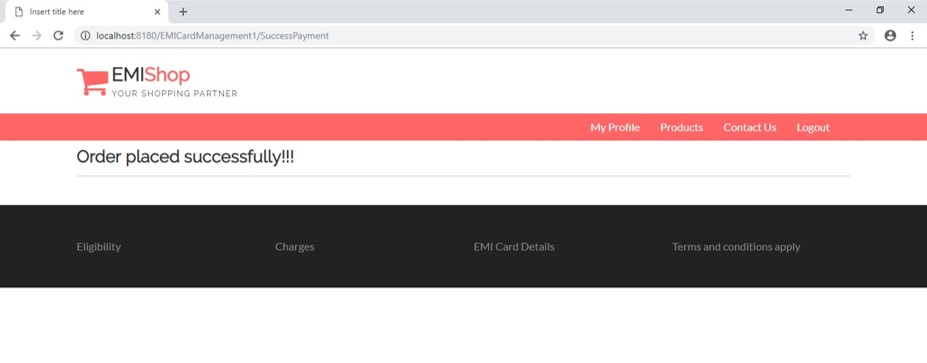 Insert title here
localhost:8180/EMICardManagement1/SuccessPayment
EMIShop
YOUR SHOPPING PARTNER
My Profile Products Contact Us Logout
Order placed successfully!!!
Eligibility Charges EMI Card Details Terms and conditions apply